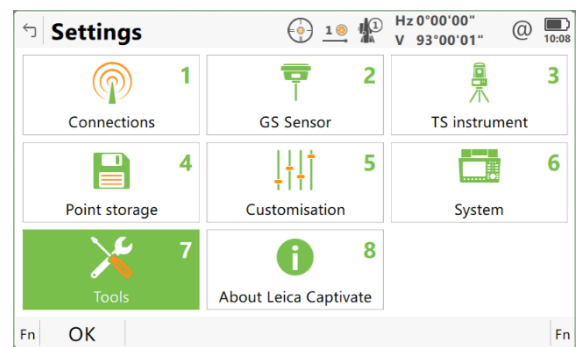 Settings
1
1
Hz 0°00'00"
V 93°00'01"
@
10:08
1
Connections
2
GS Sensor
3
TS instrument
4
Point storage
5
Customisation
6
System
7
Tools
i
8
About Leica Captivate
Fn
OK
Fn